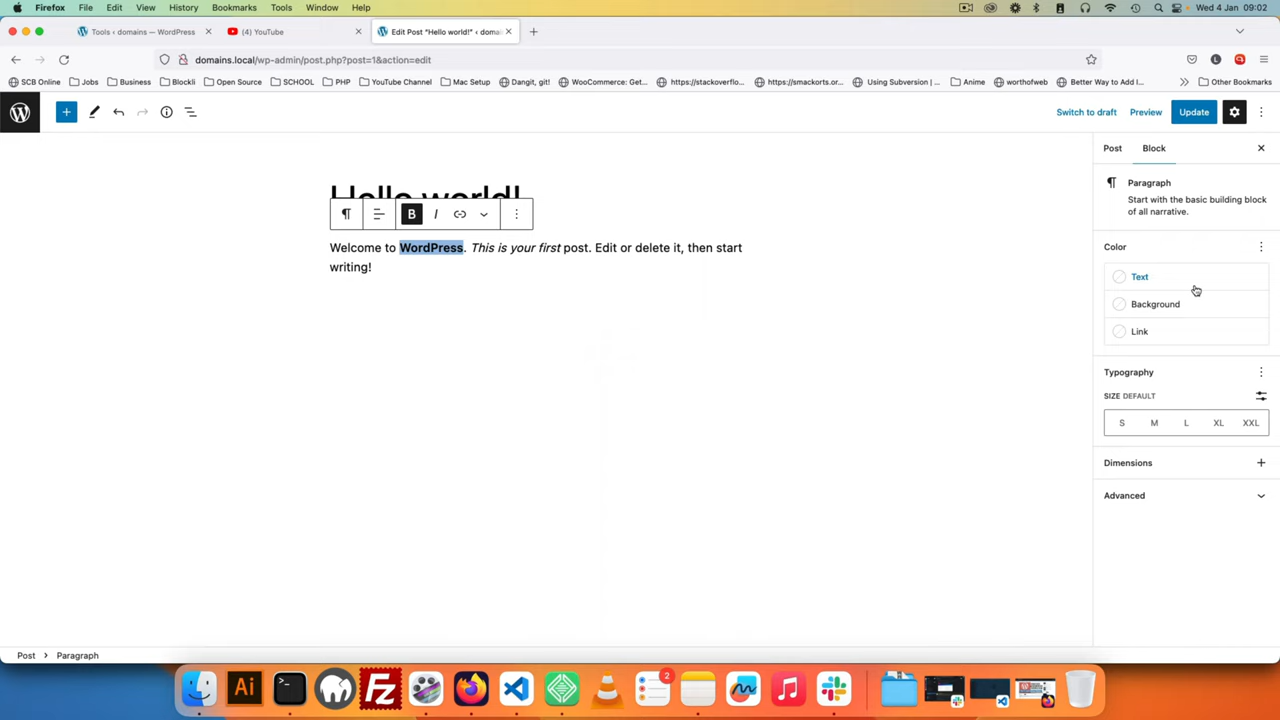 Firefox File Edit View History Bookmarks Tools Window Help
Wed 4 Jan 09:02
Tools ‹ domains — WordPress
(4) YouTube
Edit Post “Hello world!” ‹ doma
domains.local/wp-admin/post.php?post=1&action=edit
SCB Online
Jobs
Business
Blockli
Open Source
SCHOOL
PHP
YouTube Channel
Mac Setup
Dangit, git!
WooCommerce: Get...
https://stackoverflo...
https://smackorts.o...
Using Subversion | ...
Anime
worthofweb
Better Way to Add I...
Other Bookmarks
Switch to draft
Preview
Update
Post
Block
Hello world!
B I
Welcome to WordPress. This is your first post. Edit or delete it, then start
writing!
Paragraph
Start with the basic building block
of all narrative.
Color
Text
Background
Link
Typography
SIZE DEFAULT
S M L XL XXL
Dimensions
Advanced
Post > Paragraph
Ai
Fz
2